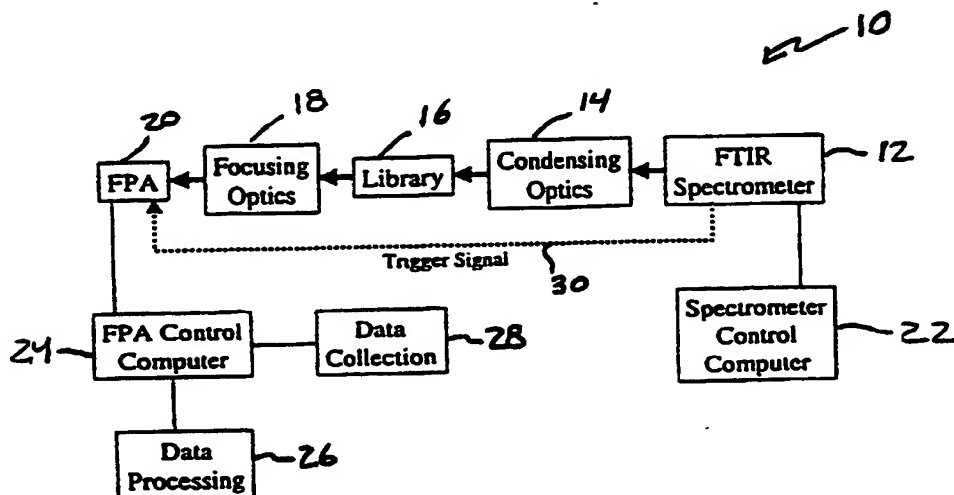 10
20
18
16
14
FPA
Focusing
Optics
Library
Condensing
Optics
FTIR
Spectrometer
12
Trigger Signal
30
24
FPA Control
Computer
Data
Collection
28
Spectrometer
Control
Computer
22
Data
Processing
26